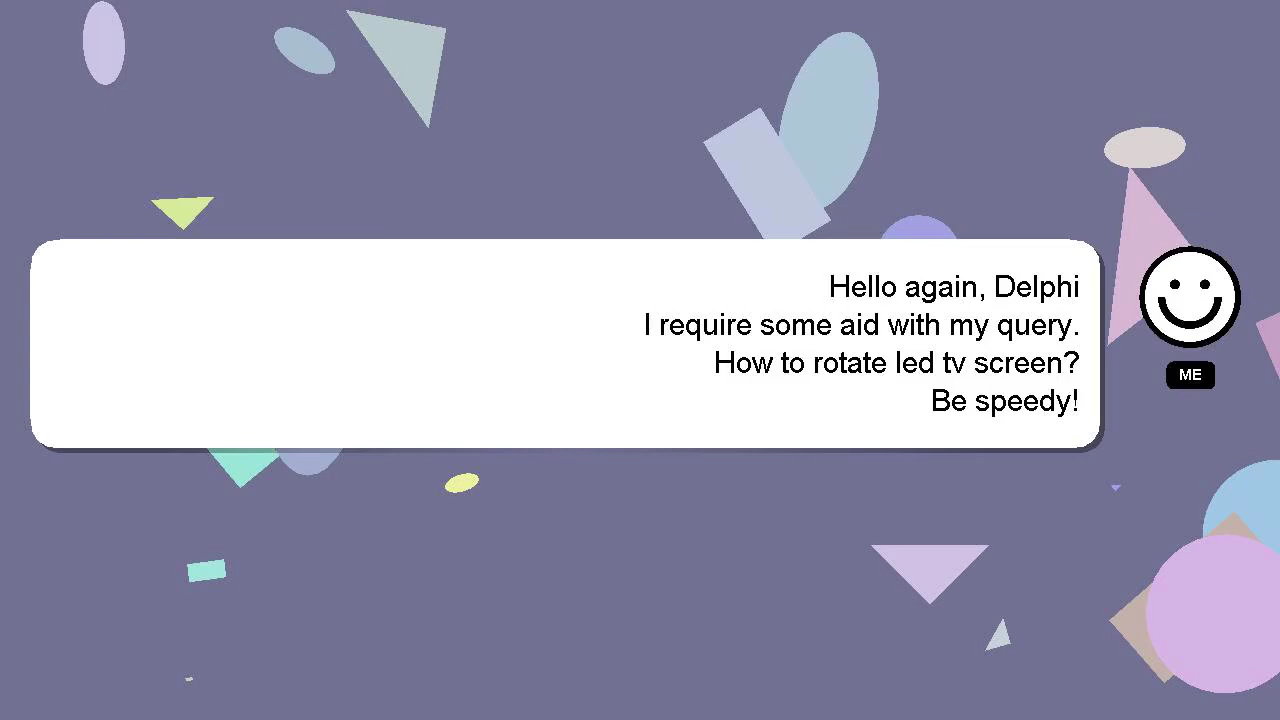 Hello again, Delphi
I require some aid with my query.
How to rotate led tv screen?
Be speedy!
ME